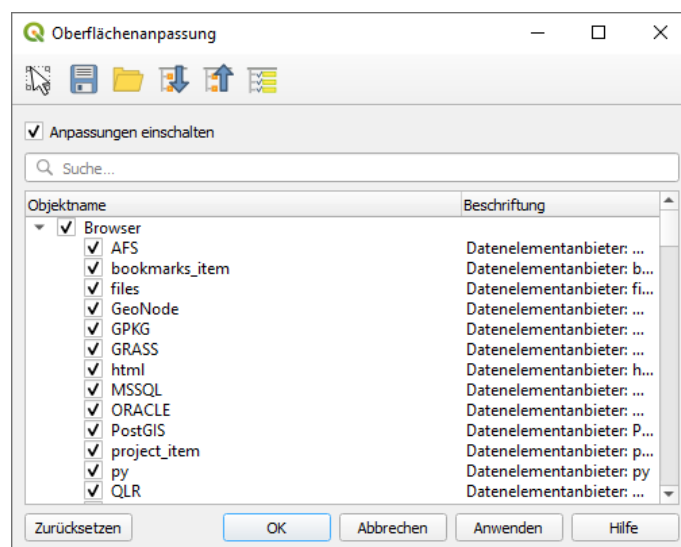 Oberflächenanpassung
Anpassungen einschalten
Suche...
Objektname Beschriftung
Browser
AFS Datenelementanbieter: ...
bookmarks_item Datenelementanbieter: b...
files Datenelementanbieter: fi...
GeoNode Datenelementanbieter: ...
GPKG Datenelementanbieter: ...
GRASS Datenelementanbieter: ...
html Datenelementanbieter: h...
MSSQL Datenelementanbieter: ...
ORACLE Datenelementanbieter: ...
PostGIS Datenelementanbieter: P...
project_item Datenelementanbieter: p...
py Datenelementanbieter: py
QLR Datenelementanbieter: ...
Zurücksetzen OK Abbrechen Anwenden Hilfe